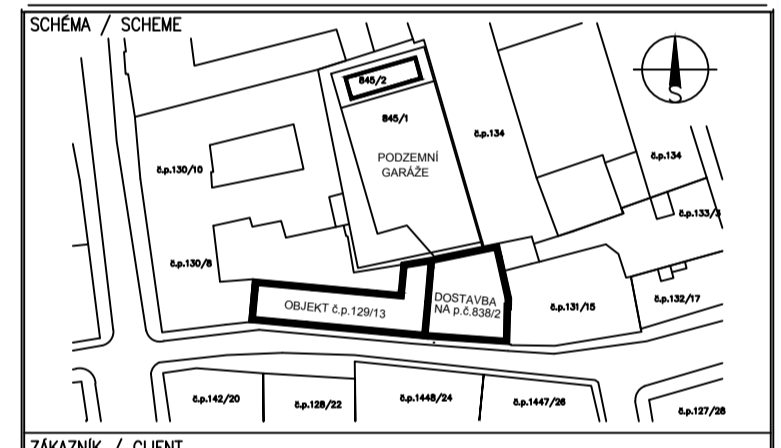 SCHÉMA / SCHEME
845/2
845/1
č.p.134
S
PODZEMNÍ
GARÁŽE
č.p.134
č.p.130/10
č.p.133/3
č.p.130/8
OBJEKT č.p.129/13
DOSTAVBA
NA p.č.838/2
č.p.131/15
č.p.132/17
č.p.142/20
č.p.128/22
č.p.1448/24
č.p.1447/26
č.p.127/28
ZÁKAZNÍK / CLIENT